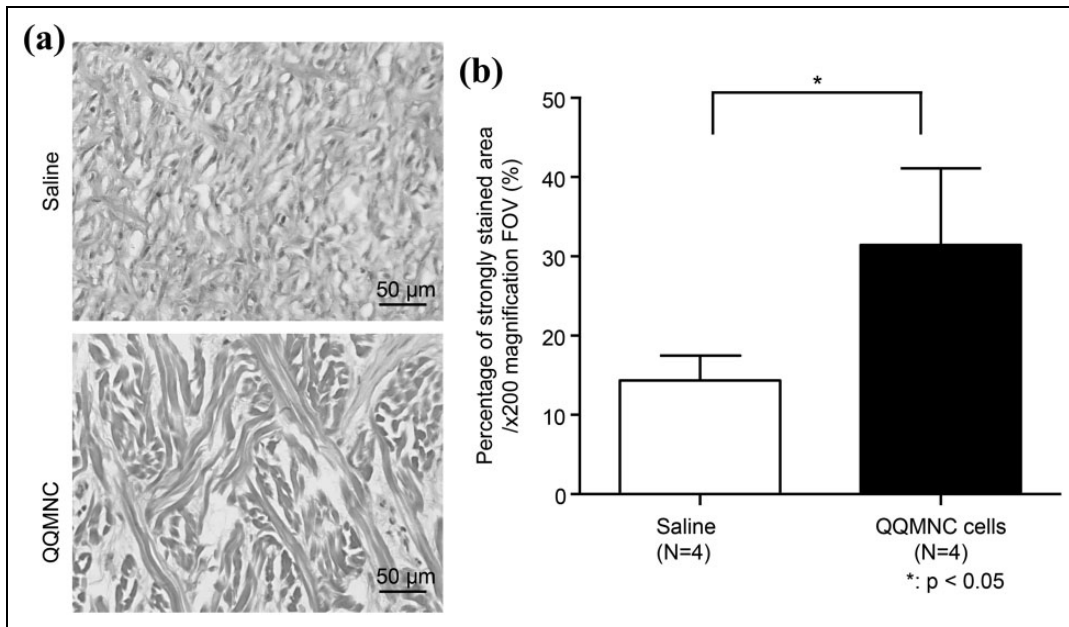 (a)
Saline
50 µm
QQMNC
50 µm
(b)
*
Percentage of strongly stained area
/x200 magnification FOV (%)
50
40
30
20
10
0
Saline
(N=4)
QQMNC cells
(N=4)
*: p < 0.05